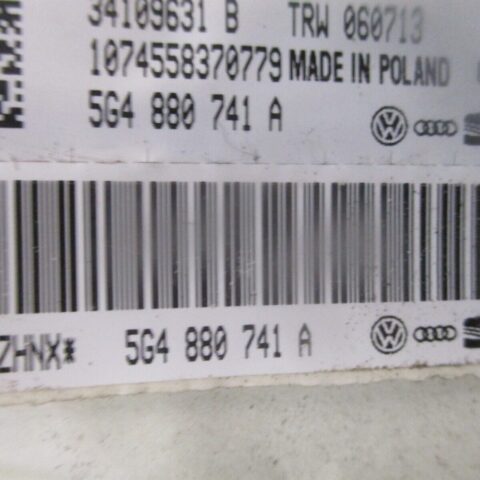 34109631 B TRW 060713
1074558370779 MADE IN POLAND
5G4 880 741 A
ZHNX* 5G4 880 741 A